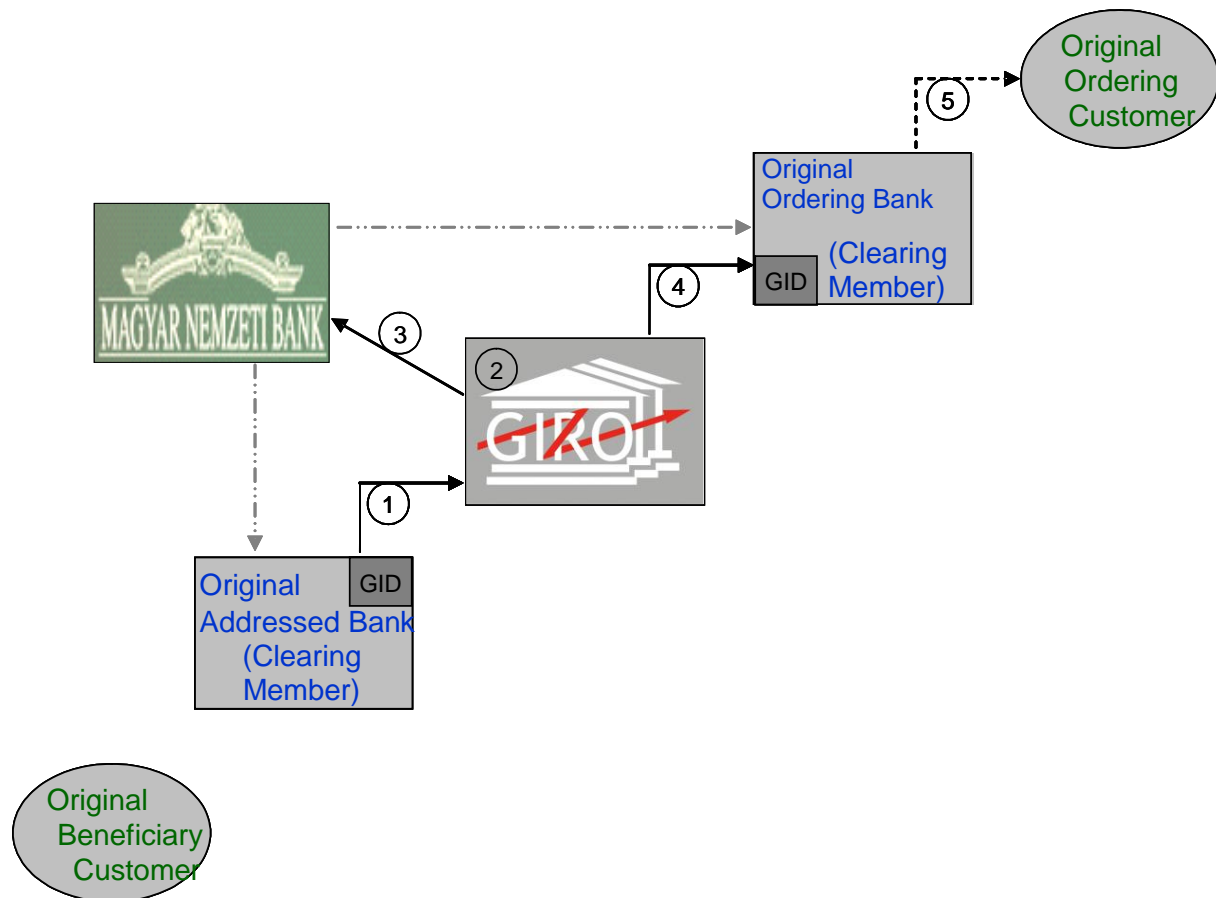 Original
Ordering
Customer
5
Original
Ordering Bank
(Clearing
Member)
GID
4
MAGYAR NEMZETI BANK
3
2
GIRO
1
GID
Original
Addressed Bank
(Clearing
Member)
Original
Beneficiary
Customer